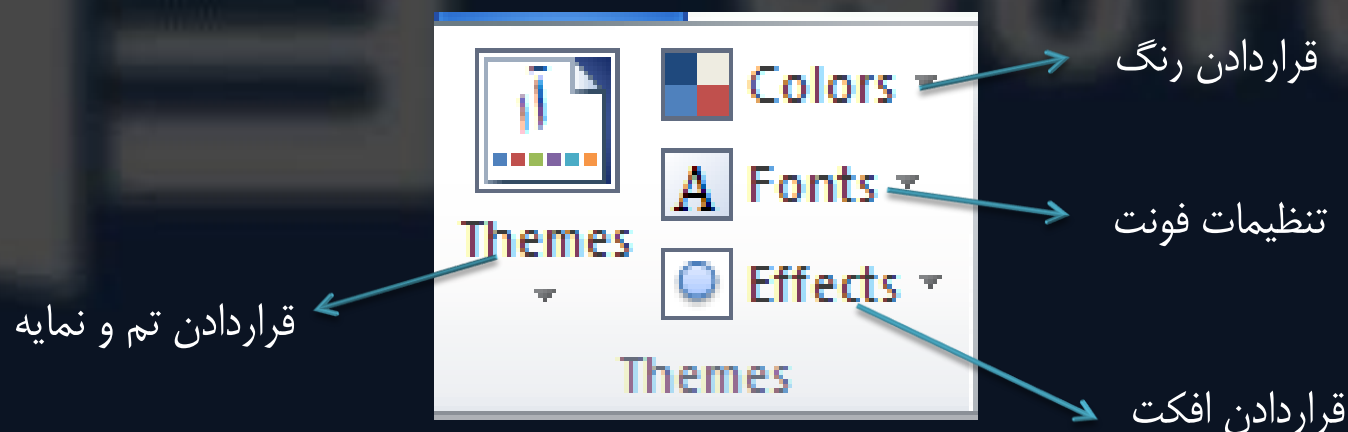 Colors
قراردادن رنگ
Fonts
تنظیمات فونت
Themes
Effects
قراردادن تم و نمایه
Themes
قراردادن افکت